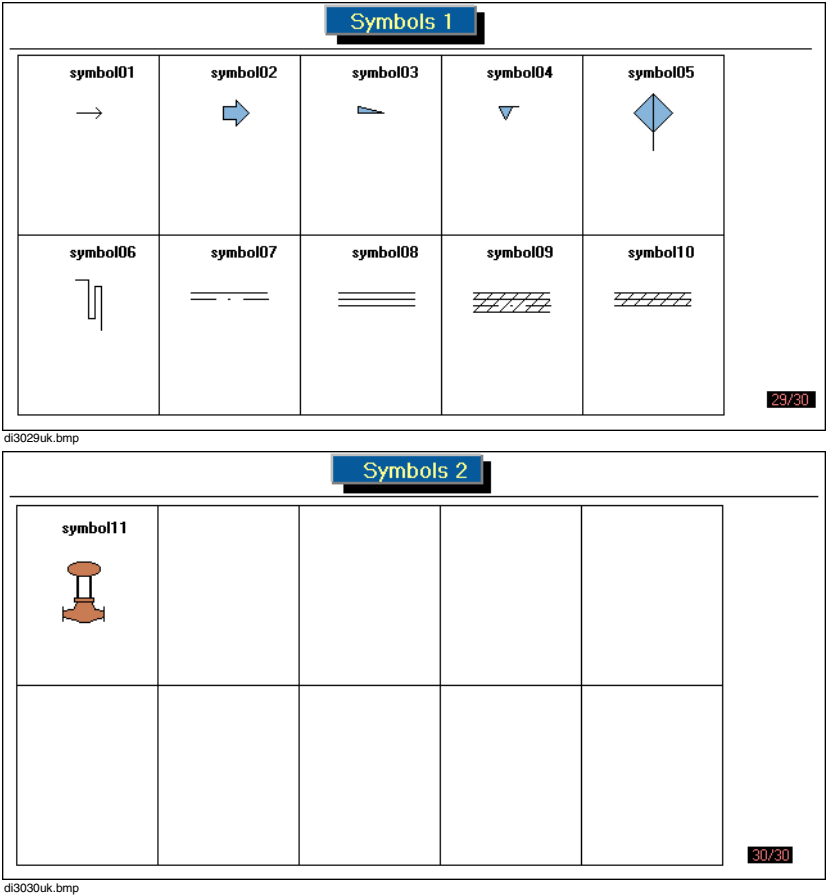 Symbols 1
symbol01 symbol02 symbol03 symbol04 symbol05
symbol06 symbol07 symbol08 symbol09 symbol10
29/30
di3029uk.bmp
Symbols 2
symbol11
30/30
di3030uk.bmp